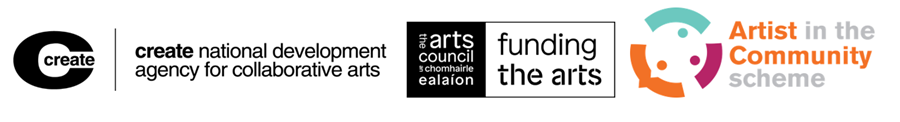 create
create national development
agency for collaborative arts
the arts
council
chomhairle
ealaíon
funding
the arts
Artist in the
Community
scheme